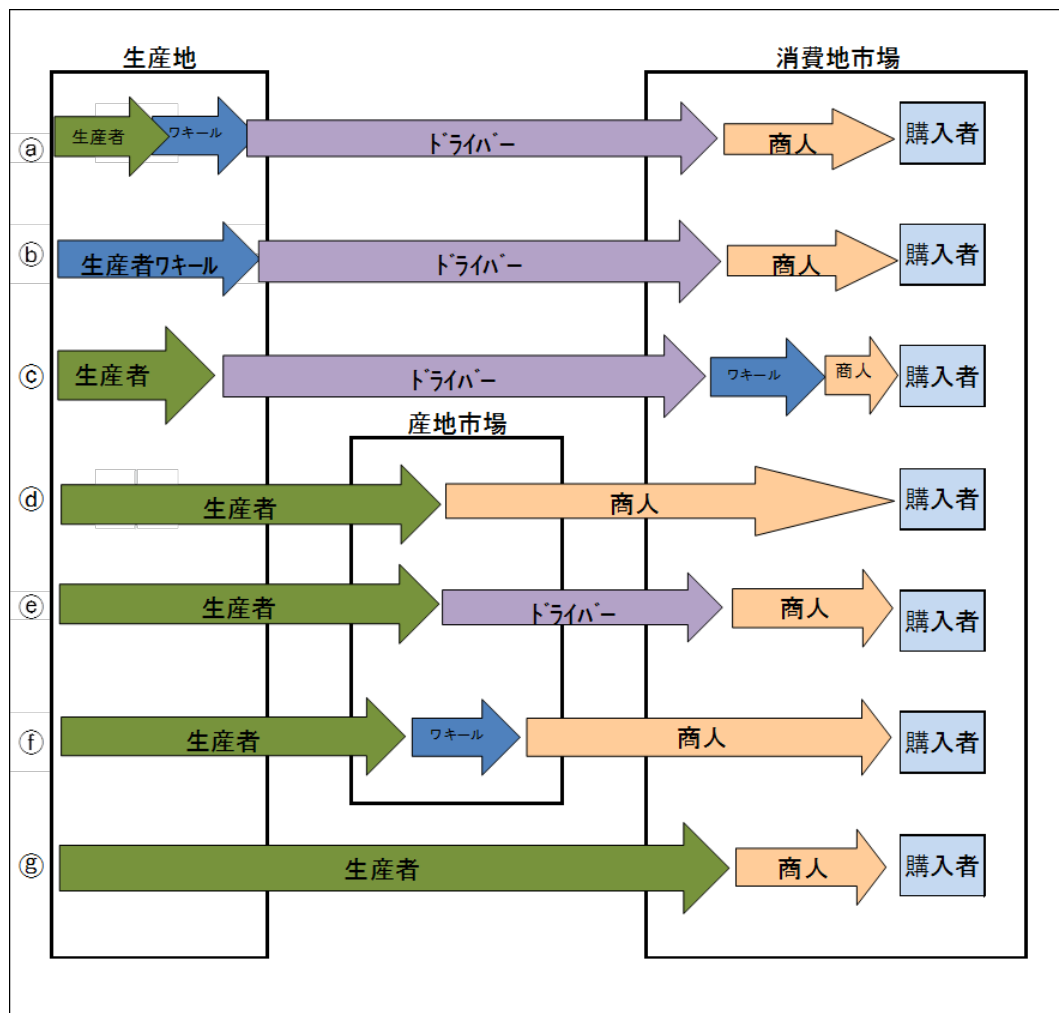 生産地 消費地市場
ⓐ 生産者 ワキール ドライバー 商人 購入者
ⓑ 生産者ワキール ドライバー 商人 購入者
ⓒ 生産者 ドライバー ワキール 商人 購入者
産地市場
ⓓ 生産者 商人 購入者
ⓔ 生産者 ドライバー 商人 購入者
ⓕ 生産者 ワキール 商人 購入者
ⓖ 生産者 商人 購入者